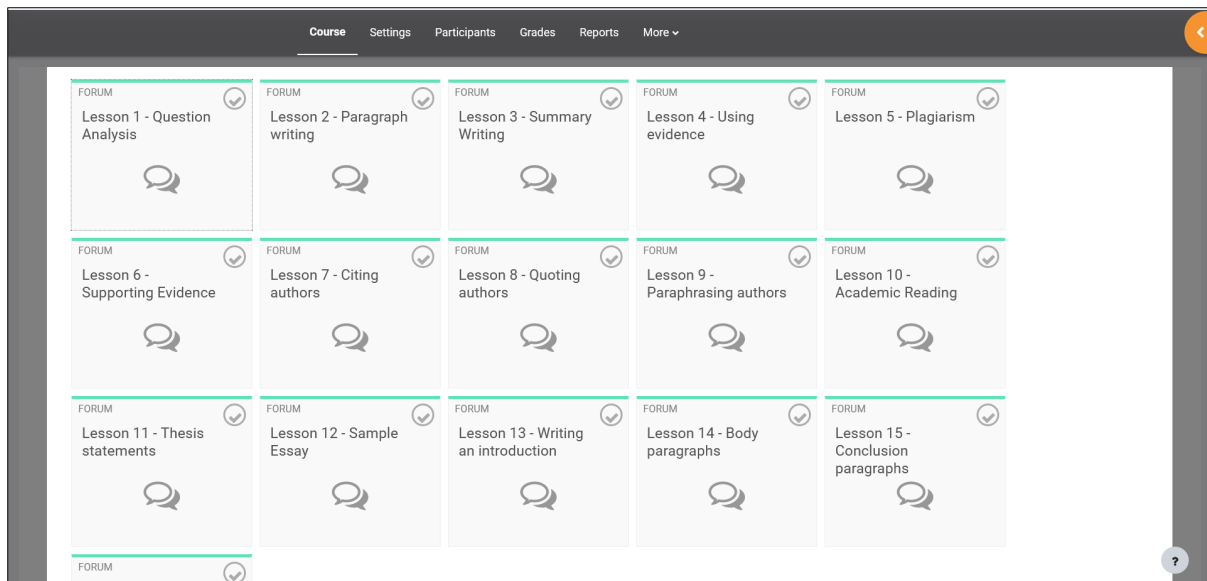 Course Settings Participants Grades Reports More
FORUM
Lesson 1 - Question
Analysis
FORUM
Lesson 2 - Paragraph
writing
FORUM
Lesson 3 - Summary
Writing
FORUM
Lesson 4 - Using
evidence
FORUM
Lesson 5 - Plagiarism
FORUM
Lesson 6 -
Supporting Evidence
FORUM
Lesson 7 - Citing
authors
FORUM
Lesson 8 - Quoting
authors
FORUM
Lesson 9 -
Paraphrasing authors
FORUM
Lesson 10 -
Academic Reading
FORUM
Lesson 11 - Thesis
statements
FORUM
Lesson 12 - Sample
Essay
FORUM
Lesson 13 - Writing
an introduction
FORUM
Lesson 14 - Body
paragraphs
FORUM
Lesson 15 -
Conclusion
paragraphs
FORUM
?